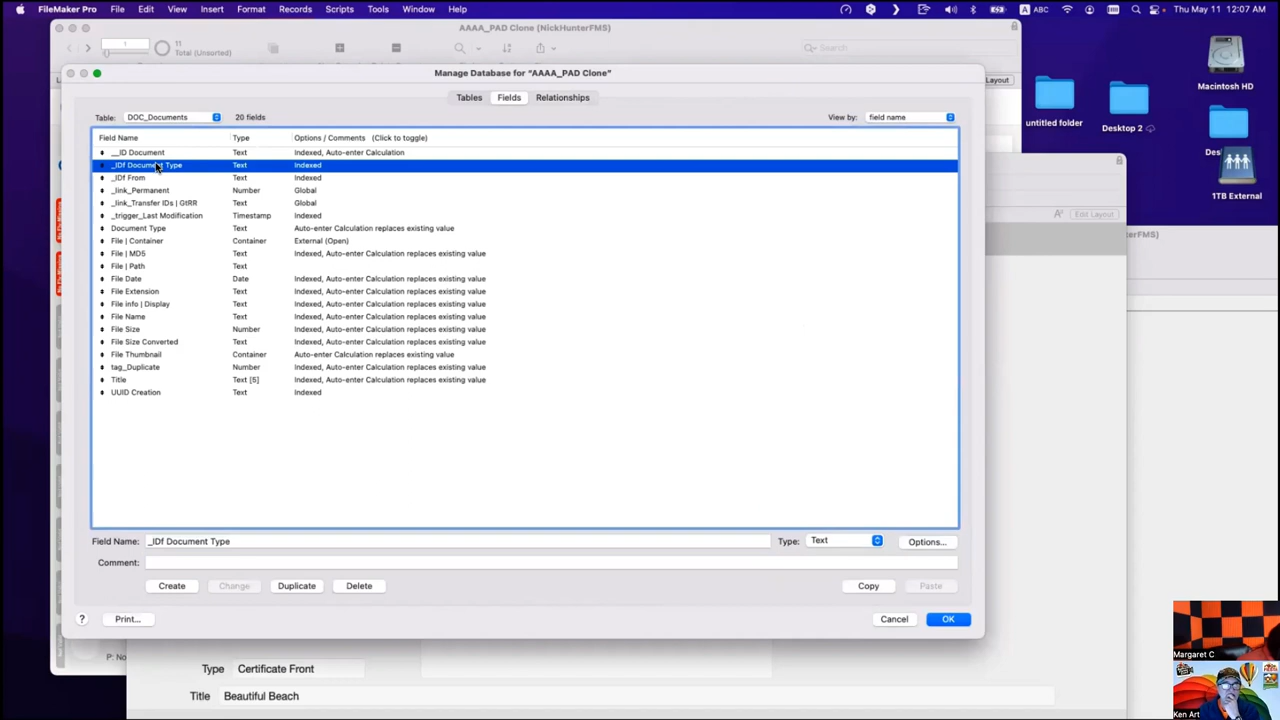 FileMaker Pro File Edit View Insert Format Records Scripts Tools Window Help A ABC Thu May 11 12:07 AM
AAAA_PAD Clone (NickHunterFMS)
1 11
Total (Unsorted)
Search
Layout
Manage Database for "AAAA_PAD Clone"
Tables Fields Relationships
Table: DOC_Documents 20 fields View by: field name
Field Name Type Options / Comments (Click to toggle)
__ID Document Text Indexed, Auto-enter Calculation
_IDf Document Type Text Indexed
_IDf From Text Indexed
_link_Permanent Number Global
_link_Transfer IDs | GtRR Text Global
_trigger_Last Modification Timestamp Indexed
Document Type Text Auto-enter Calculation replaces existing value
File | Container Container External (Open)
File | MD5 Text Indexed, Auto-enter Calculation replaces existing value
File | Path Text
File Date Date Indexed, Auto-enter Calculation replaces existing value
File Extension Text Indexed, Auto-enter Calculation replaces existing value
File info | Display Text Indexed, Auto-enter Calculation replaces existing value
File Name Text Indexed, Auto-enter Calculation replaces existing value
File Size Number Indexed, Auto-enter Calculation replaces existing value
File Size Converted Text Indexed, Auto-enter Calculation replaces existing value
File Thumbnail Container Auto-enter Calculation replaces existing value
tag_Duplicate Number Indexed, Auto-enter Calculation replaces existing value
Title Text [5] Indexed, Auto-enter Calculation replaces existing value
UUID Creation Text Indexed
Field Name: _IDf Document Type Type: Text Options...
Comment:
Create Change Duplicate Delete Copy Paste
? Print... Cancel OK
P: No
Type Certificate Front
Title Beautiful Beach
Edit Layout
erFMS)
Macintosh HD
untitled folder
Desktop 2
Des
1TB External
Margaret C
Ken Art